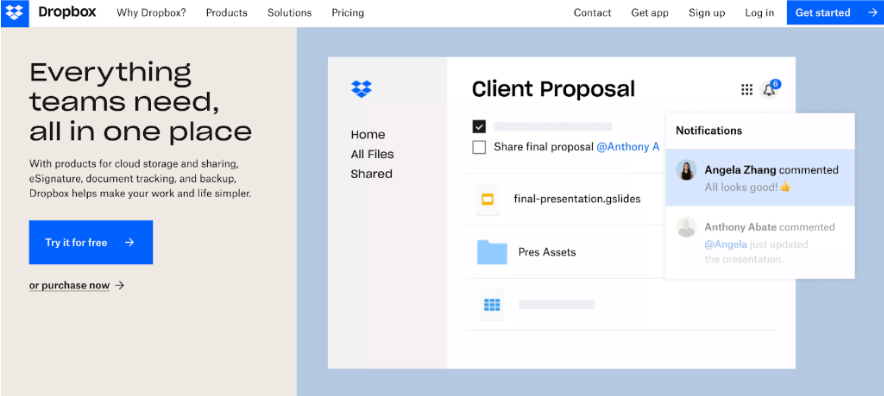 Dropbox Why Dropbox? Products Solutions Pricing Contact Get app Sign up Log in Get started →
Everything
teams need,
all in one place
With products for cloud storage and sharing,
eSignature, document tracking, and backup,
Dropbox helps make your work and life simpler.
Try it for free →
or purchase now →
Home
All Files
Shared
Client Proposal
6
Share final proposal @Anthony A
final-presentation.gslides
Pres Assets
Notifications
Angela Zhang commented
All looks good! 👍
Anthony Abate commented
@Angela just updated
the presentation.